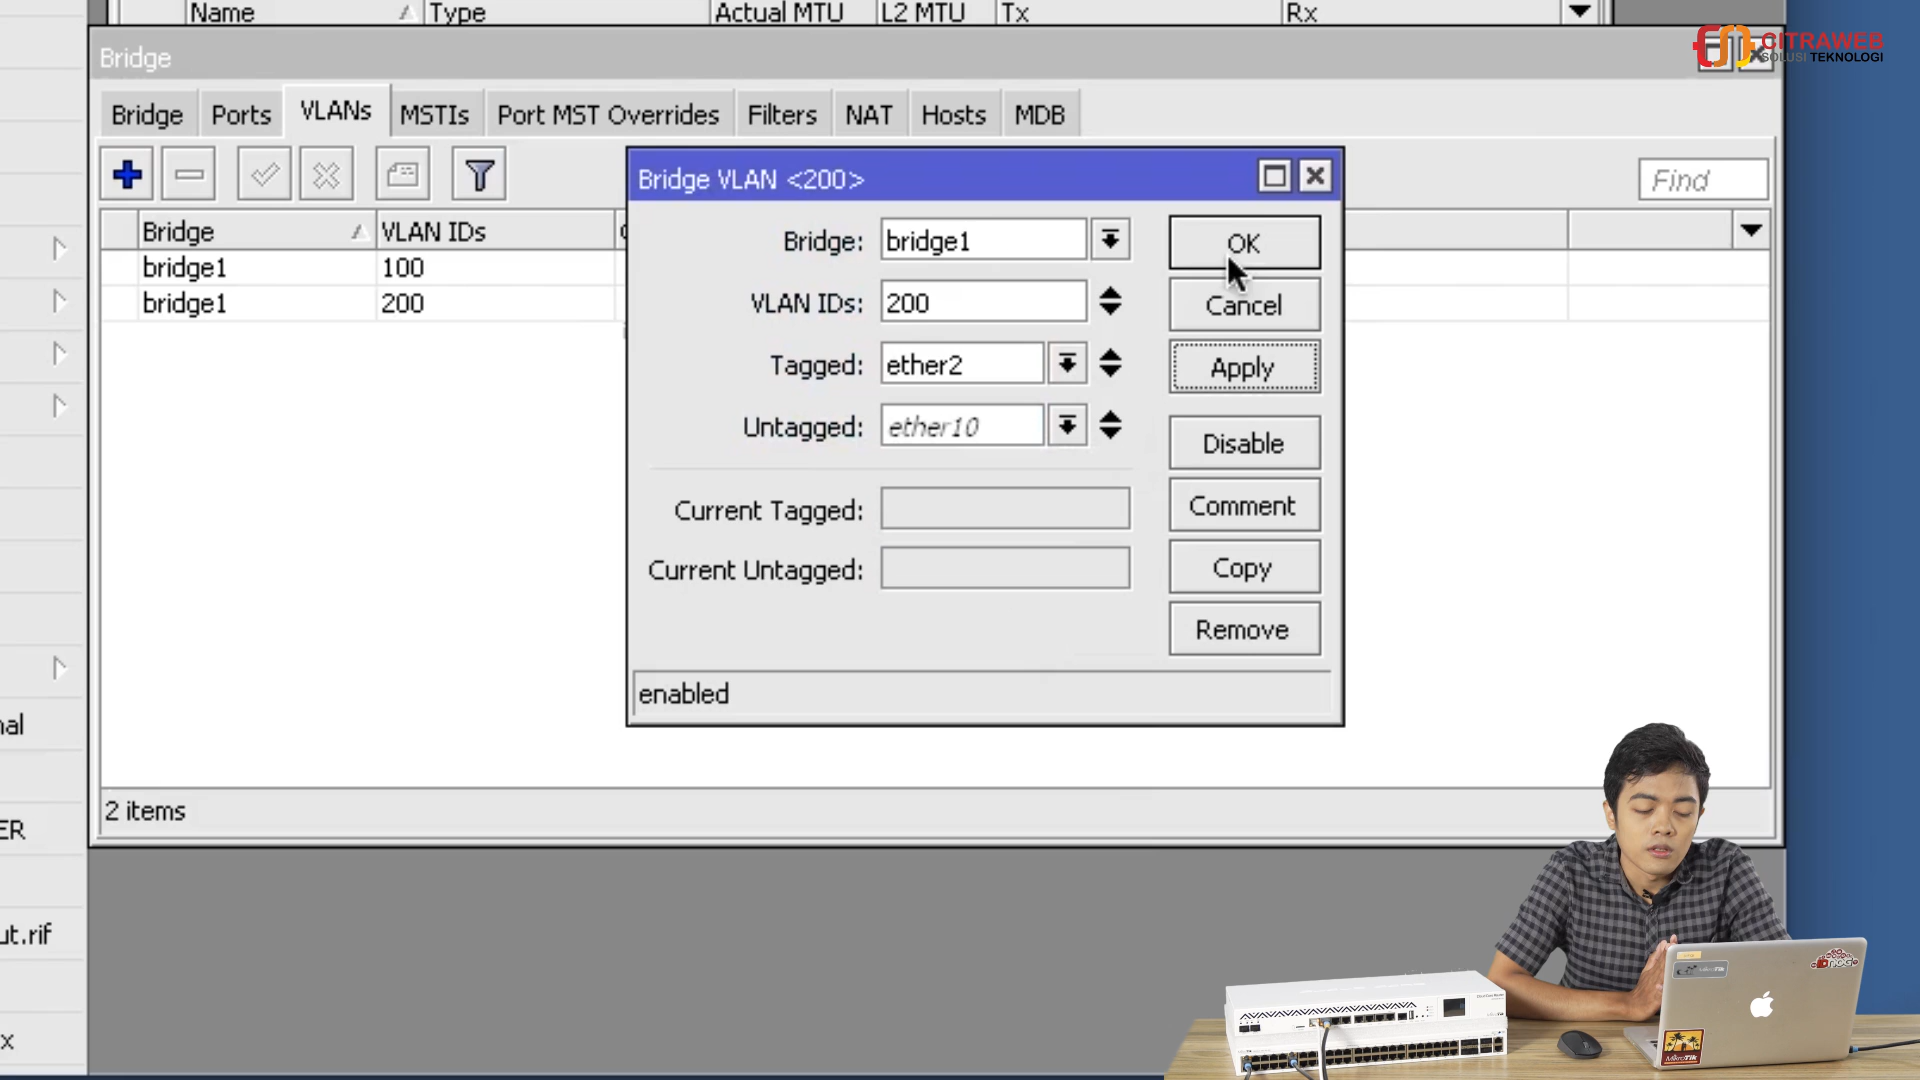 Name Type Actual MTU L2 MTU Tx Rx
CITRAWEB
SOLUSI TEKNOLOGI
Bridge
Bridge Ports VLANs MSTIs Port MST Overrides Filters NAT Hosts MDB
Find
Bridge VLAN IDs
bridge1 100
bridge1 200
Bridge VLAN <200>
Bridge: bridge1 OK
VLAN IDs: 200 Cancel
Tagged: ether2 Apply
Untagged: ether10 Disable
Current Tagged: Comment
Current Untagged: Copy
Remove
enabled
2 items
nal
ER
ut.rif
x
MikroTik
MikroTik